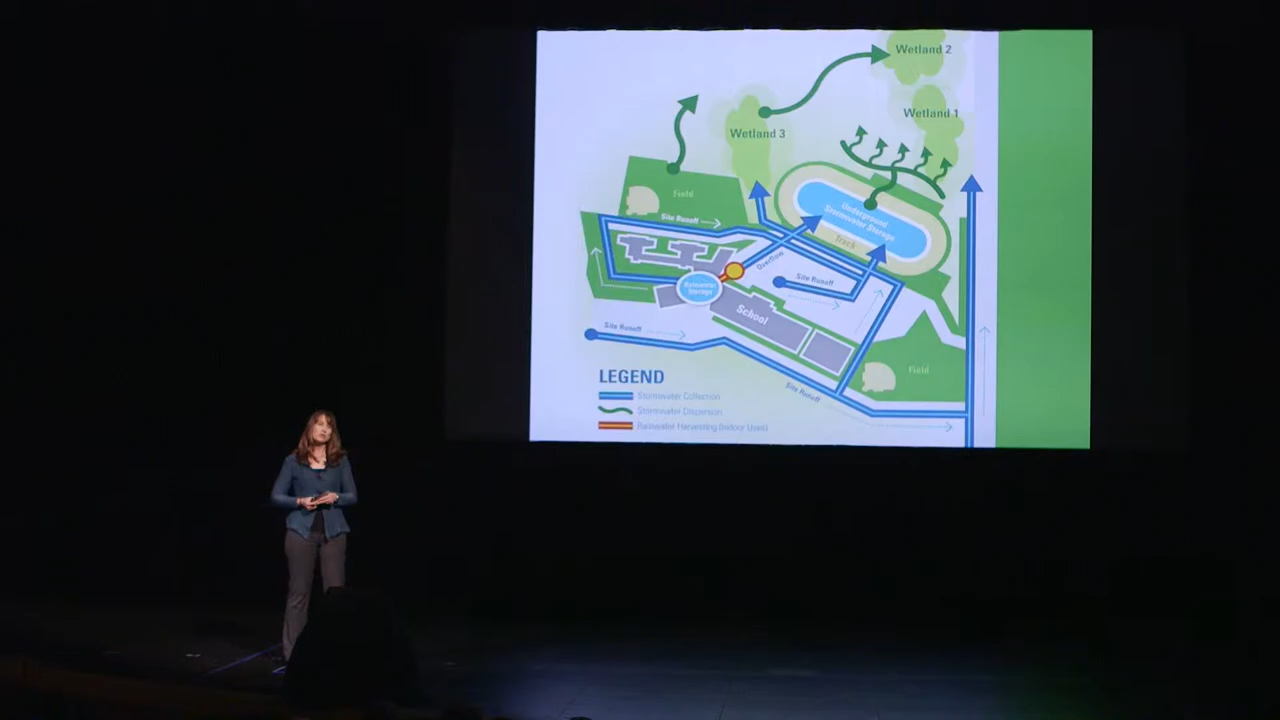 Wetland 2
Wetland 1
Wetland 3
Field
Site Runoff
Underground
Stormwater Storage
Track
Overflow
Site Runoff
Rainwater
Storage
School
Site Runoff
Field
Site Runoff
LEGEND
Stormwater Collection
Stormwater Dispersion
Rainwater Harvesting (Indoor Uses)